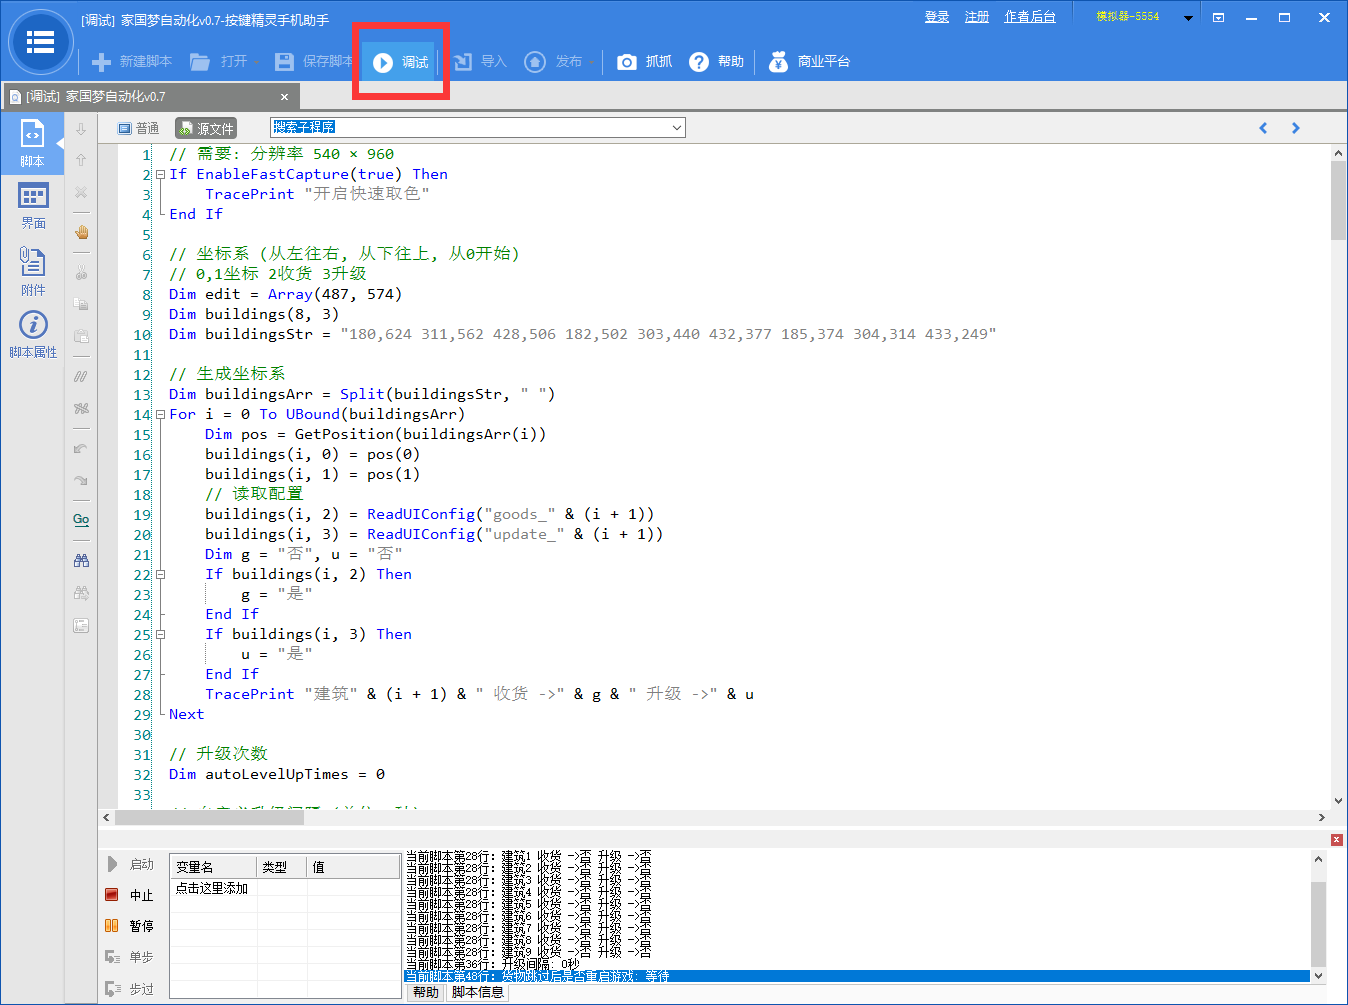 [调试] 家国梦自动化v0.7-按键精灵手机助手
登录 注册 作者后台 模拟器-5554
新建脚本 打开 保存脚本 调试 导入 发布 抓抓 帮助 商业平台
[调试] 家国梦自动化v0.7
脚本
界面
附件
脚本属性
Go
普通 源文件 搜索子程序
1 // 需要: 分辨率 540 × 960
2 If EnableFastCapture(true) Then
3 TracePrint "开启快速取色"
4 End If
5
6 // 坐标系 (从左往右, 从下往上, 从0开始)
7 // 0,1坐标 2收货 3升级
8 Dim edit = Array(487, 574)
9 Dim buildings(8, 3)
10 Dim buildingsStr = "180,624 311,562 428,506 182,502 303,440 432,377 185,374 304,314 433,249"
11
12 // 生成坐标系
13 Dim buildingsArr = Split(buildingsStr, " ")
14 For i = 0 To UBound(buildingsArr)
15 Dim pos = GetPosition(buildingsArr(i))
16 buildings(i, 0) = pos(0)
17 buildings(i, 1) = pos(1)
18 // 读取配置
19 buildings(i, 2) = ReadUIConfig("goods_" & (i + 1))
20 buildings(i, 3) = ReadUIConfig("update_" & (i + 1))
21 Dim g = "否", u = "否"
22 If buildings(i, 2) Then
23 g = "是"
24 End If
25 If buildings(i, 3) Then
26 u = "是"
27 End If
28 TracePrint "建筑" & (i + 1) & " 收货 ->" & g & " 升级 ->" & u
29 Next
30
31 // 升级次数
32 Dim autoLevelUpTimes = 0
33
启动
中止
暂停
单步
步过
变量名 类型 值
点击这里添加
当前脚本第28行: 建筑1 收货 ->否 升级 ->否
当前脚本第28行: 建筑2 收货 ->否 升级 ->否
当前脚本第28行: 建筑3 收货 ->否 升级 ->否
当前脚本第28行: 建筑4 收货 ->否 升级 ->否
当前脚本第28行: 建筑5 收货 ->否 升级 ->否
当前脚本第28行: 建筑6 收货 ->否 升级 ->否
当前脚本第28行: 建筑7 收货 ->否 升级 ->否
当前脚本第28行: 建筑8 收货 ->否 升级 ->否
当前脚本第28行: 建筑9 收货 ->否 升级 ->否
当前脚本第36行: 升级间隔: 0秒
当前脚本第48行: 货物跳过后是否重启游戏: 等待
帮助 脚本信息